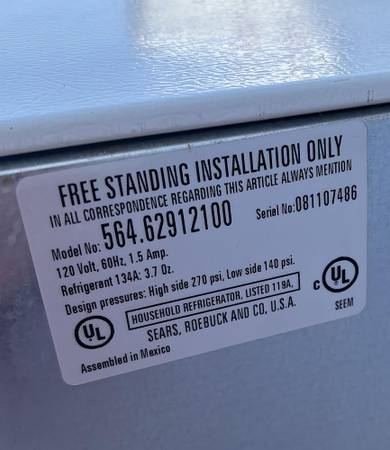 FREE STANDING INSTALLATION ONLY
IN ALL CORRESPONDENCE REGARDING THIS ARTICLE ALWAYS MENTION
Model No: 564.62912100 Serial No: 081107486
120 Volt, 60Hz, 1.5 Amp.
Refrigerant 134A: 3.7 Oz.
Design pressures: High side 270 psi, Low side 140 psi.
UL HOUSEHOLD REFRIGERATOR, LISTED 119A, C UL
SEARS, ROEBUCK AND CO, U.S.A. SEEM
Assembled in Mexico